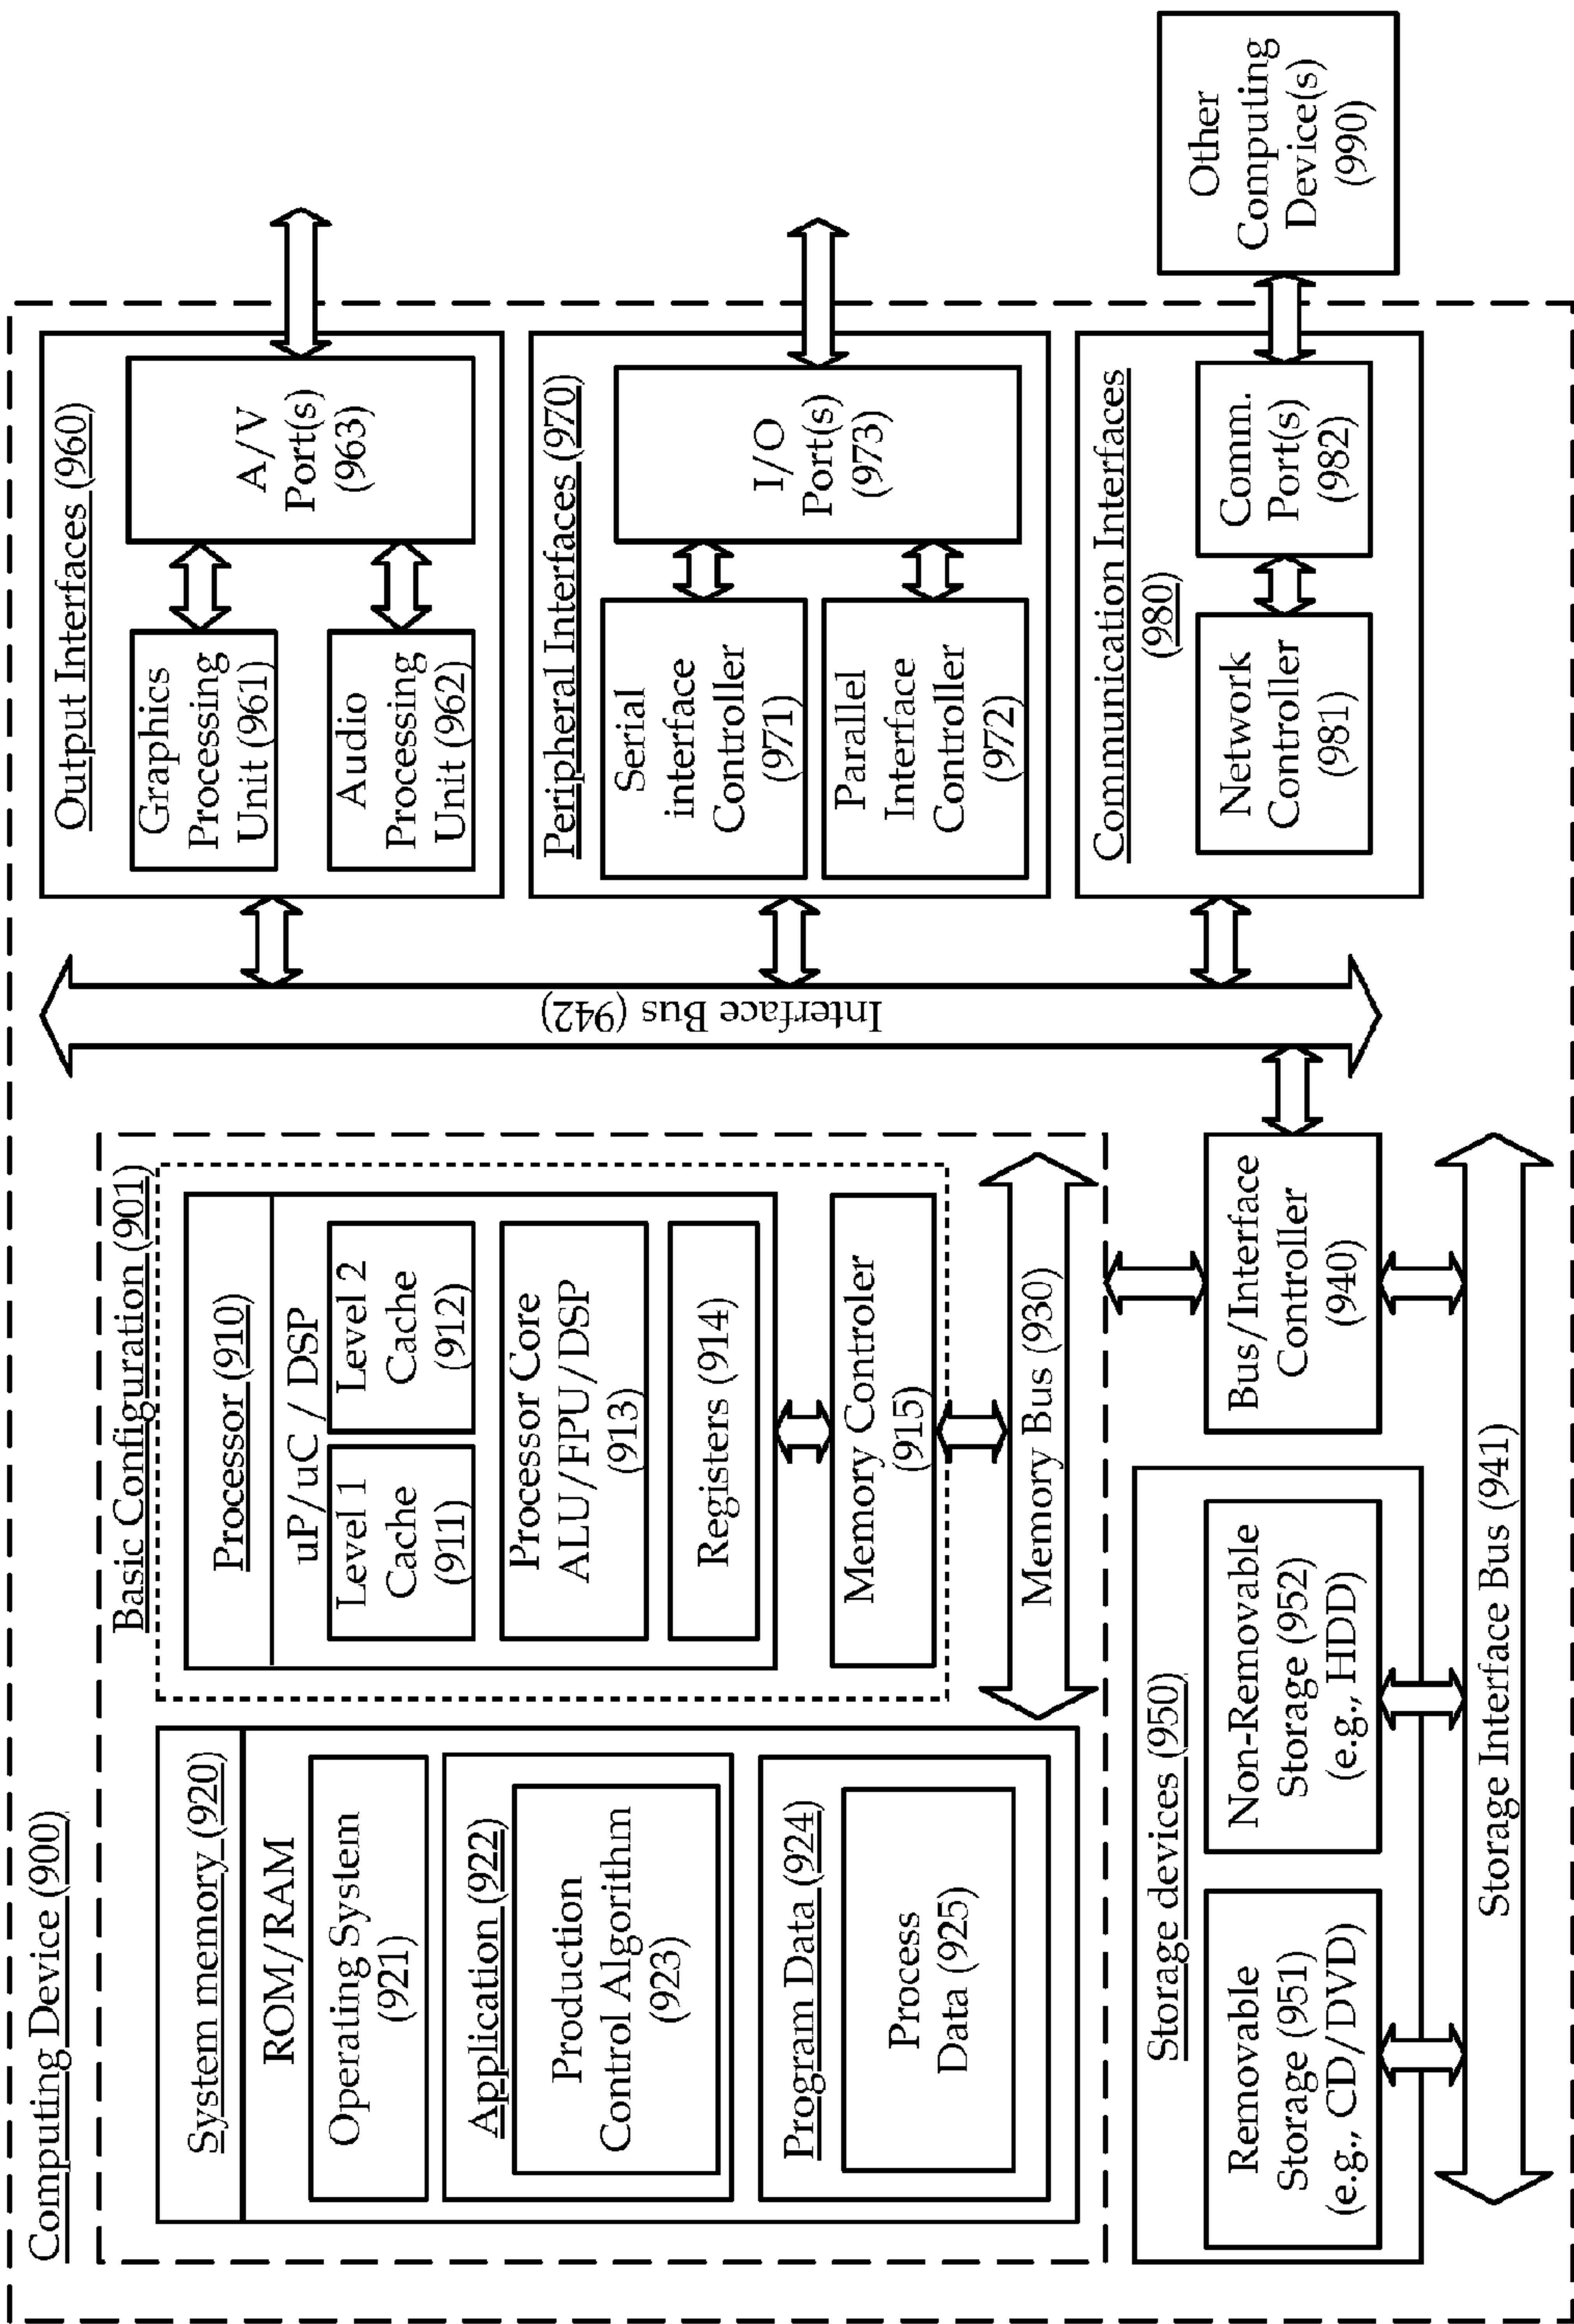 Computing Device (900)
Basic Configuration (901)
System memory (920)
ROM/RAM
Operating System
(921)
Application (922)
Production
Control Algorithm
(923)
Program Data (924)
Process
Data (925)
Processor (910)
uP/uC / DSP
Level 1
Cache
(911)
Level 2
Cache
(912)
Processor Core
ALU/FPU/DSP
(913)
Registers (914)
Memory Controler
(915)
Memory Bus (930)
Storage devices (950)
Removable
Storage (951)
(e.g., CD/DVD)
Non-Removable
Storage (952)
(e.g., HDD)
Bus/Interface
Controller
(940)
Storage Interface Bus (941)
Interface Bus (942)
Output Interfaces (960)
Graphics
Processing
Unit (961)
Audio
Processing
Unit (962)
A/V
Port(s)
(963)
Peripheral Interfaces (970)
Serial
interface
Controller
(971)
Parallel
Interface
Controller
(972)
I/O
Port(s)
(973)
Communication Interfaces
(980)
Network
Controller
(981)
Comm.
Port(s)
(982)
Other
Computing
Device(s)
(990)